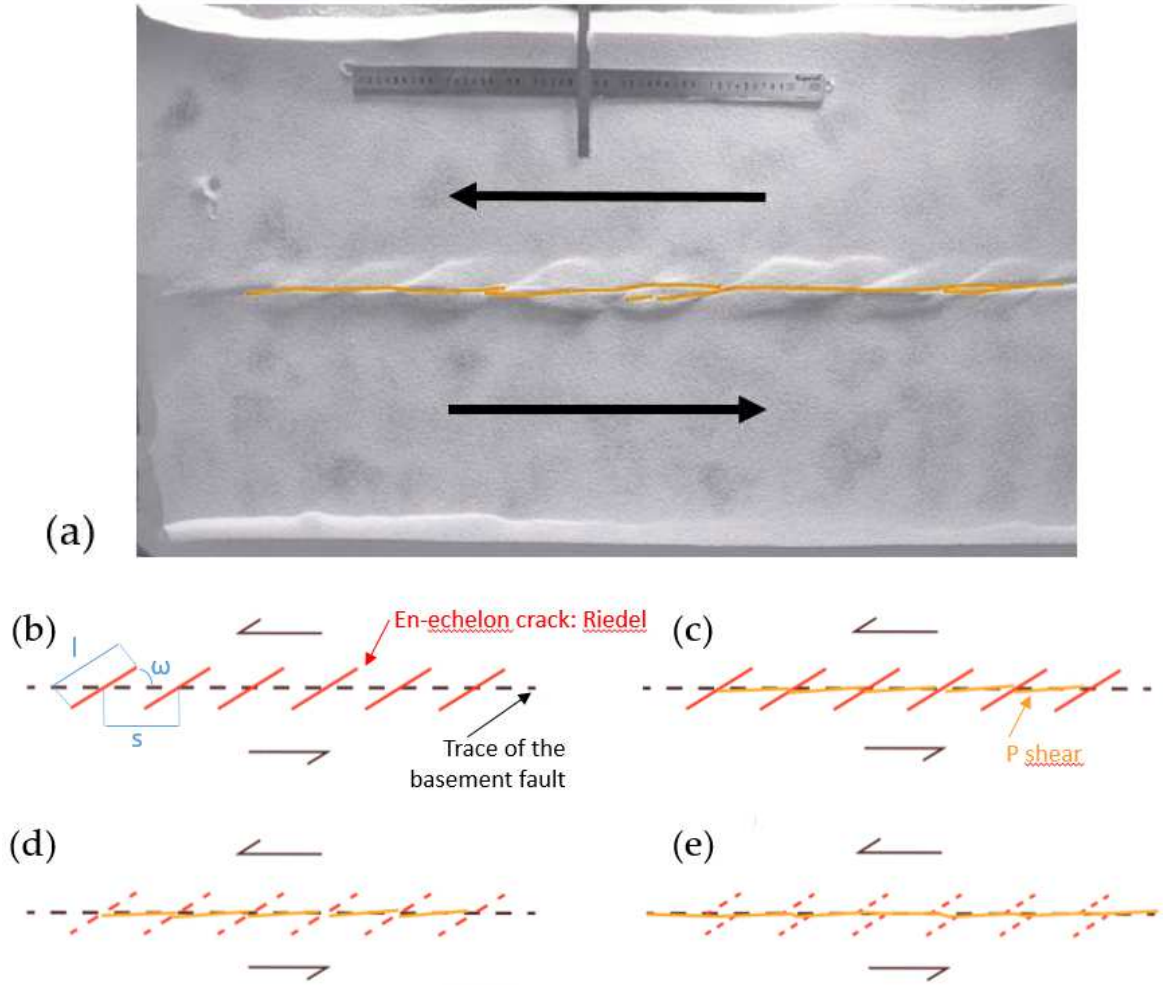 (a)
(b)
l
ω
s
En-echelon crack: Riedel
Trace of the
basement fault
(c)
P shear
(d)
(e)